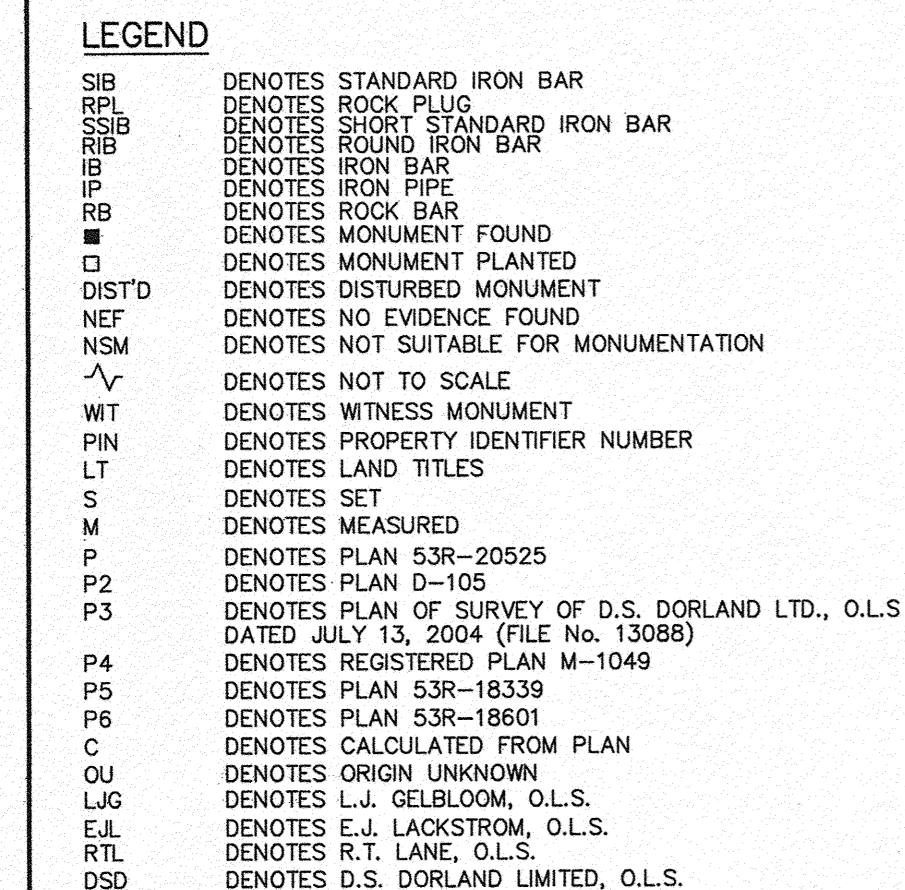 LEGEND
SIB DENOTES STANDARD IRON BAR
RPL DENOTES ROCK PLUG
SSIB DENOTES SHORT STANDARD IRON BAR
RIB DENOTES ROUND IRON BAR
IB DENOTES IRON BAR
IP DENOTES IRON PIPE
RB DENOTES ROCK BAR
■ DENOTES MONUMENT FOUND
□ DENOTES MONUMENT PLANTED
DIST'D DENOTES DISTURBED MONUMENT
NEF DENOTES NO EVIDENCE FOUND
NSM DENOTES NOT SUITABLE FOR MONUMENTATION
DENOTES NOT TO SCALE
WIT DENOTES WITNESS MONUMENT
PIN DENOTES PROPERTY IDENTIFIER NUMBER
LT DENOTES LAND TITLES
S DENOTES SET
M DENOTES MEASURED
P DENOTES PLAN 53R-20525
P2 DENOTES PLAN D-105
P3 DENOTES PLAN OF SURVEY OF D.S. DORLAND LTD., O.L.S
DATED JULY 13, 2004 (FILE No. 13088)
P4 DENOTES REGISTERED PLAN M-1049
P5 DENOTES PLAN 53R-18339
P6 DENOTES PLAN 53R-18601
C DENOTES CALCULATED FROM PLAN
OU DENOTES ORIGIN UNKNOWN
LJG DENOTES L.J. GELBLOOM, O.L.S.
EJL DENOTES E.J. LACKSTROM, O.L.S.
RTL DENOTES R.T. LANE, O.L.S.
DSD DENOTES D.S. DORLAND LIMITED, O.L.S.